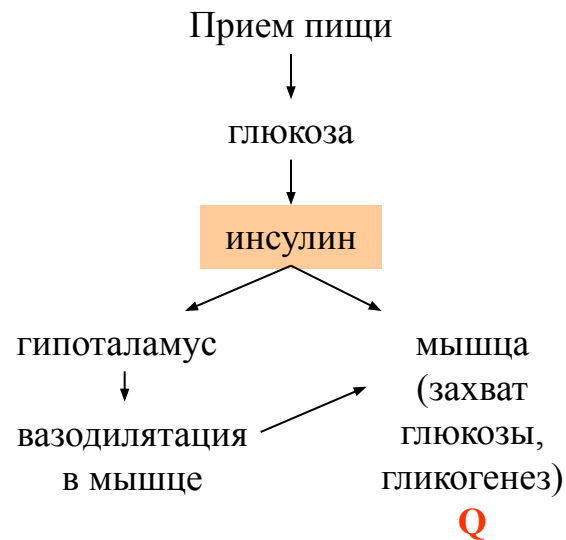 Прием пищи
глюкоза
инсулин
гипоталамус
вазодилятация
в мышце
мышца
(захват
глюкозы,
гликогенез)
Q